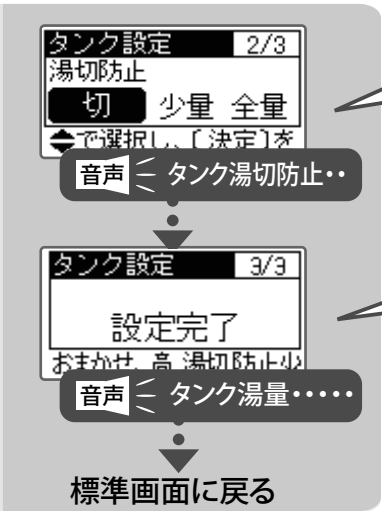 タンク設定 2/3
湯切防止
切 少量 全量
で選択し、〔決定〕を
音声 タンク湯切防止‥
タンク設定 3/3
設定完了
おまかせ、高 湯切防止少
音声 タンク湯量‥‥‥
標準画面に戻る